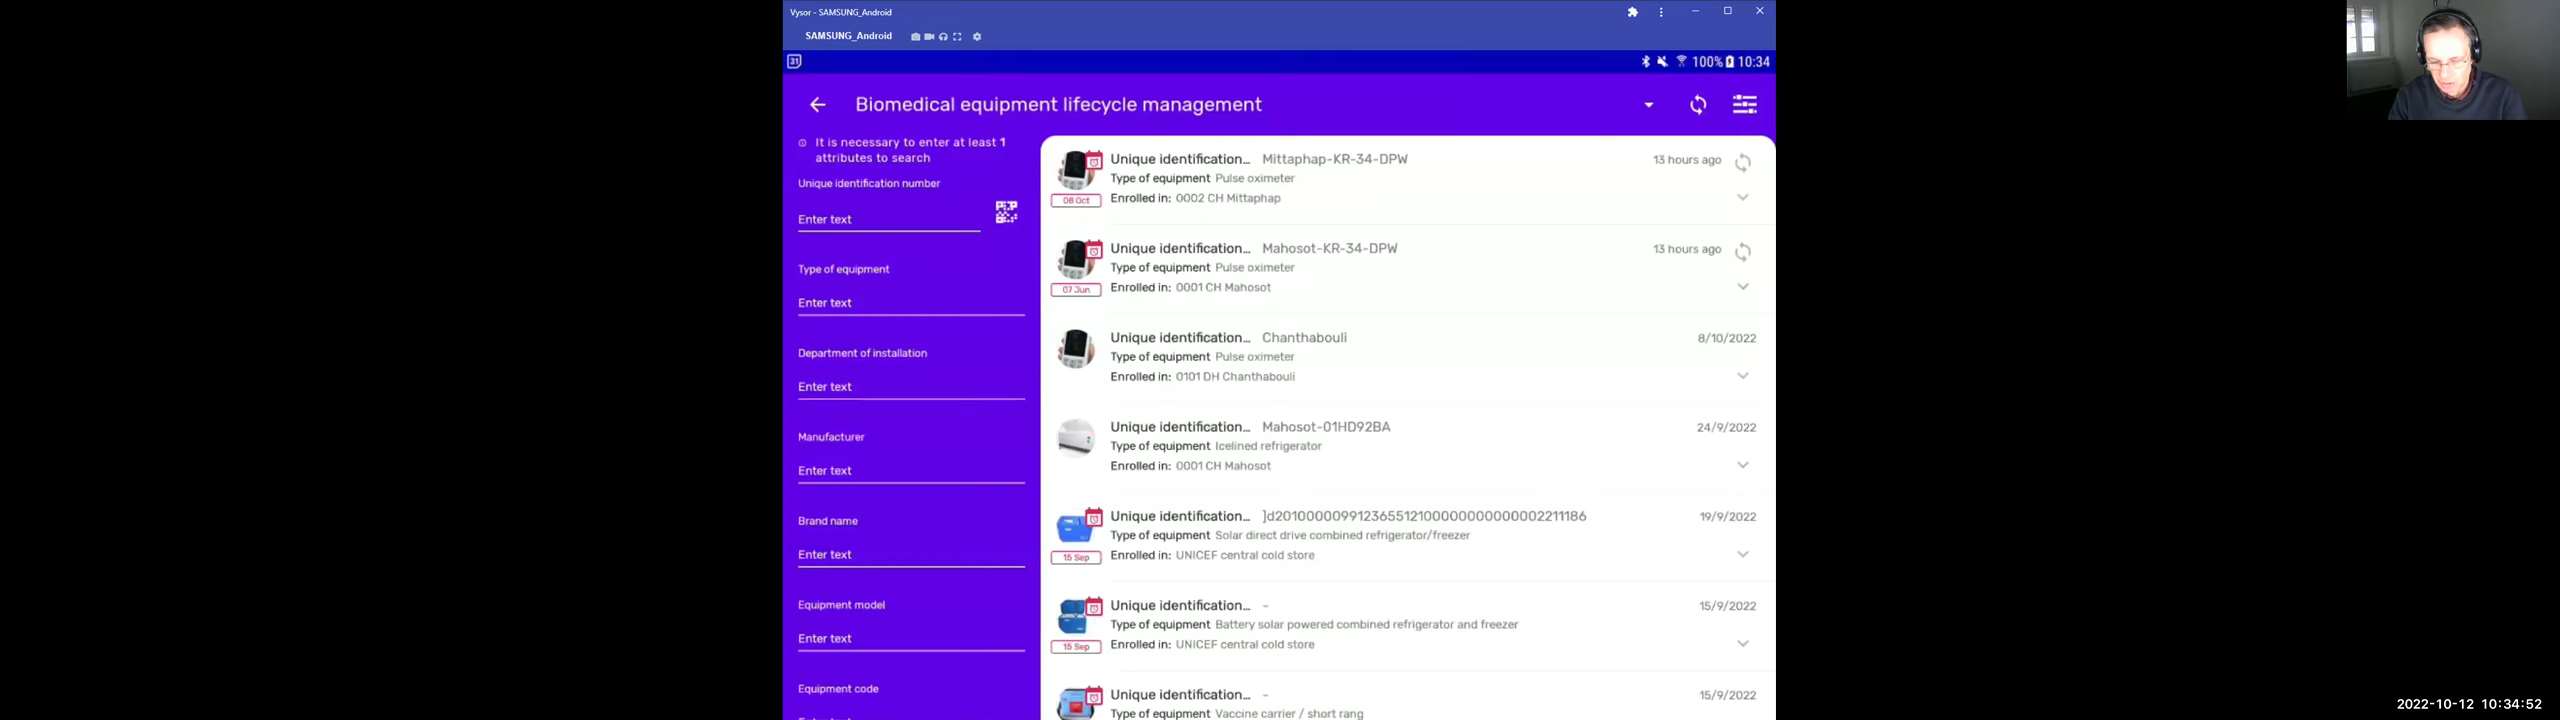 Vysor - SAMSUNG_Android
SAMSUNG_Android
31
100% 10:34
Biomedical equipment lifecycle management
It is necessary to enter at least 1
attributes to search
Unique identification number
Enter text
Type of equipment
Enter text
Department of installation
Enter text
Manufacturer
Enter text
Brand name
Enter text
Equipment model
Enter text
Equipment code
Unique identification... Mittaphap-KR-34-DPW 13 hours ago
Type of equipment Pulse oximeter
08 Oct Enrolled in: 0002 CH Mittaphap
Unique identification... Mahosot-KR-34-DPW 13 hours ago
Type of equipment Pulse oximeter
07 Jun Enrolled in: 0001 CH Mahosot
Unique identification... Chanthabouli 8/10/2022
Type of equipment Pulse oximeter
Enrolled in: 0101 DH Chanthabouli
Unique identification... Mahosot-01HD92BA 24/9/2022
Type of equipment Icelined refrigerator
Enrolled in: 0001 CH Mahosot
Unique identification... 19/9/2022
Type of equipment Solar direct drive combined refrigerator/freezer
15 Sep Enrolled in: UNICEF central cold store
Unique identification... - 15/9/2022
Type of equipment Battery solar powered combined refrigerator and freezer
15 Sep Enrolled in: UNICEF central cold store
Unique identification... - 15/9/2022
Type of equipment Vaccine carrier / short rang
2022-10-12 10:34:52